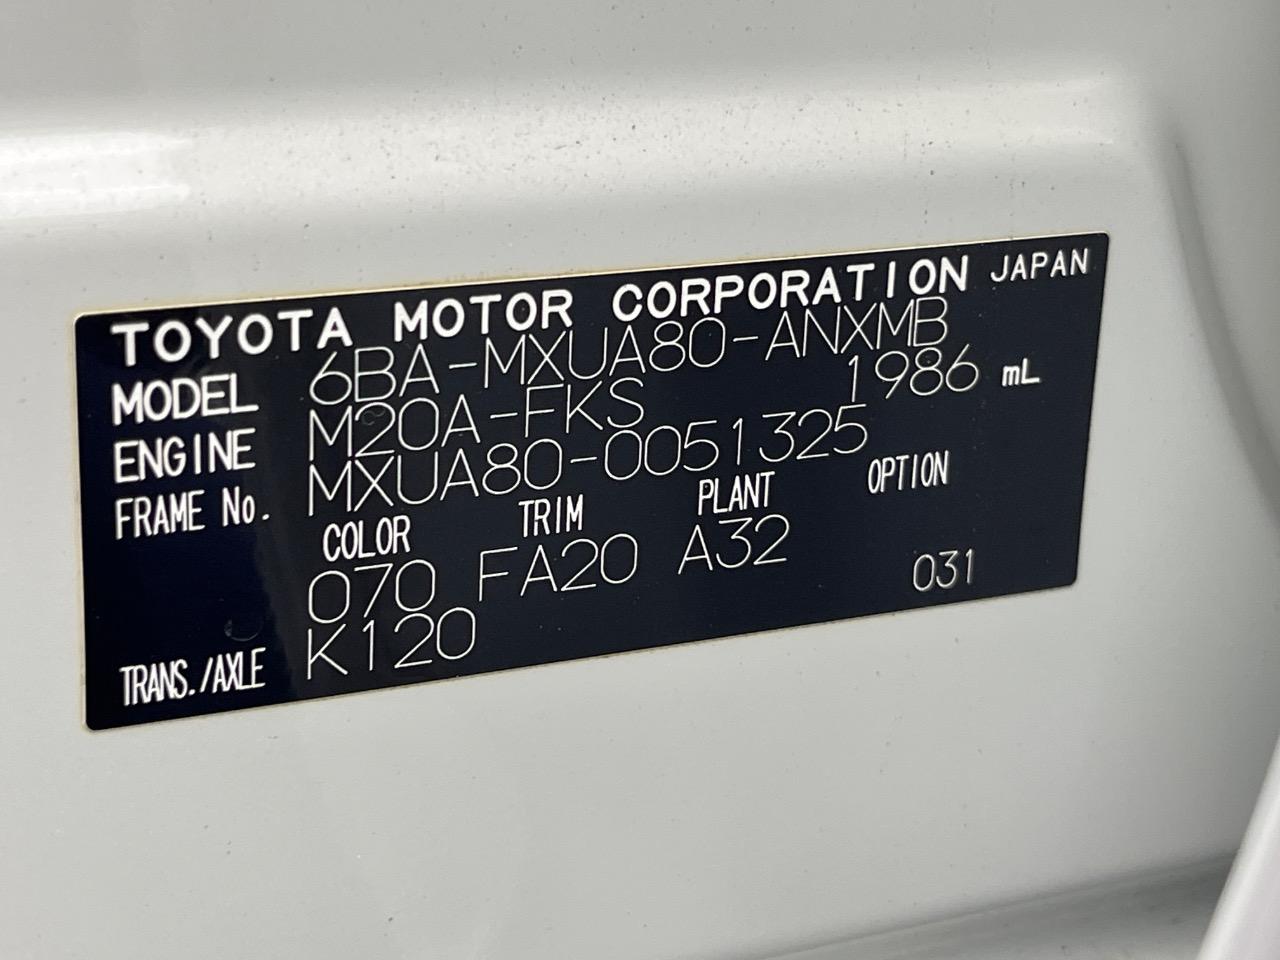 TOYOTA MOTOR CORPORATION JAPAN
MODEL 6BA-MXUA80-ANXMB
ENGINE M20A-FKS 1986 mL
FRAME No. MXUA80-0051325
COLOR TRIM PLANT OPTION
070 FA20 A32 031
TRANS./AXLE K120